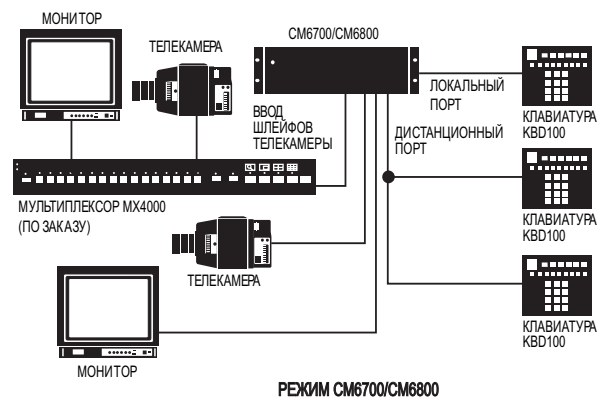 МОНИТОР
ТЕЛЕКАМЕРА
CM6700/CM6800
ЛОКАЛЬНЫЙ
ПОРТ
КЛАВИАТУРА
KBD100
ВВОД
ШЛЕЙФОВ
ТЕЛЕКАМЕРЫ
ДИСТАНЦИОННЫЙ
ПОРТ
МУЛЬТИПЛЕКСОР MX4000
(ПО ЗАКАЗУ)
КЛАВИАТУРА
KBD100
ТЕЛЕКАМЕРА
КЛАВИАТУРА
KBD100
МОНИТОР
РЕЖИМ CM6700/CM6800